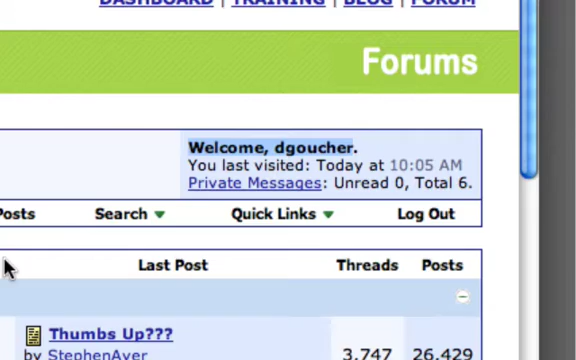 DASHBOARD | TRAINING | BLOG | FORUM
Forums
Welcome, dgoucher.
You last visited: Today at 10:05 AM
Private Messages: Unread 0, Total 6.
Posts Search Quick Links Log Out
Last Post Threads Posts
Thumbs Up???
by StephenAyer 3,747 26,429